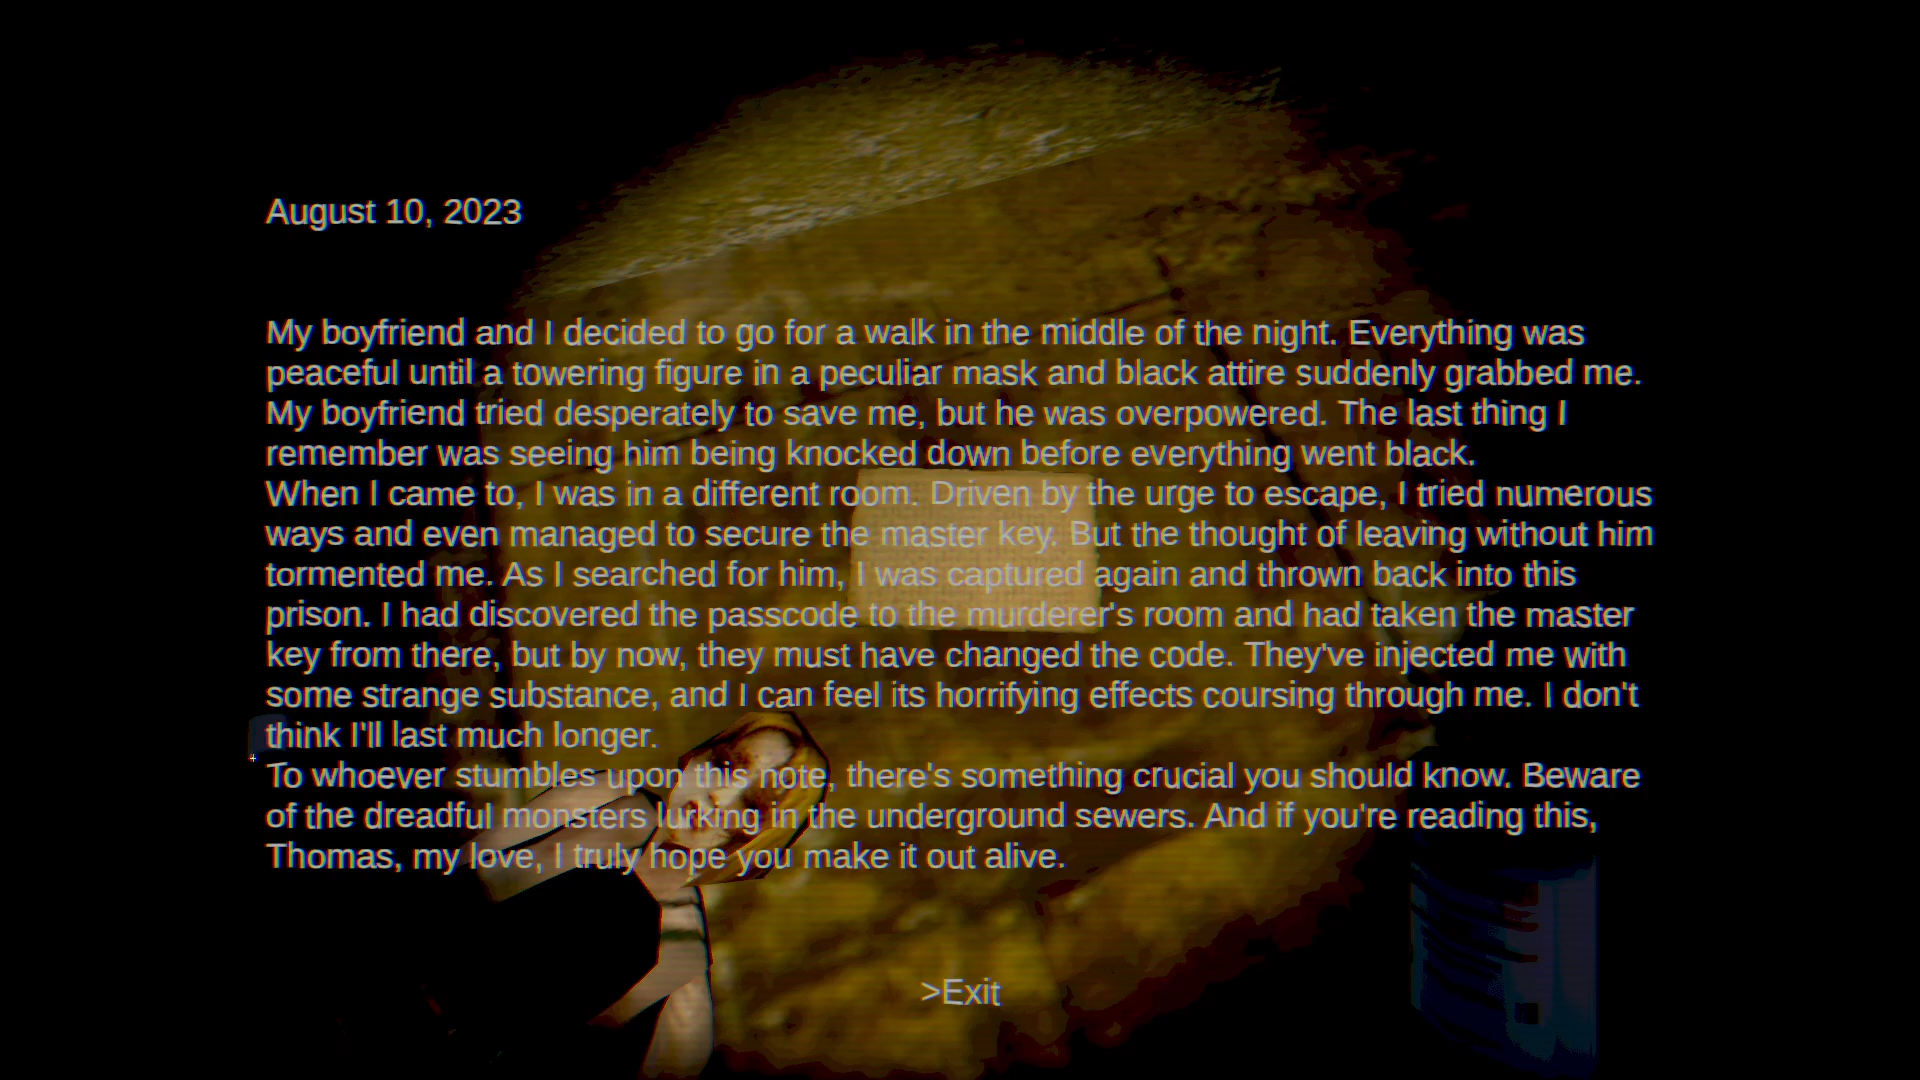 August 10, 2023
My boyfriend and I decided to go for a walk in the middle of the night. Everything was
peaceful until a towering figure in a peculiar mask and black attire suddenly grabbed me.
My boyfriend tried desperately to save me, but he was overpowered. The last thing I
remember was seeing him being knocked down before everything went black.
When I came to, I was in a different room. Driven by the urge to escape, I tried numerous
ways and even managed to secure the master key. But the thought of leaving without him
tormented me. As I searched for him, I was captured again and thrown back into this
prison. I had discovered the passcode to the murderer's room and had taken the master
key from there, but by now, they must have changed the code. They've injected me with
some strange substance, and I can feel its horrifying effects coursing through me. I don't
think I'll last much longer.
To whoever stumbles upon this note, there's something crucial you should know. Beware
of the dreadful monsters lurking in the underground sewers. And if you're reading this,
Thomas, my love, I truly hope you make it out alive.
>Exit